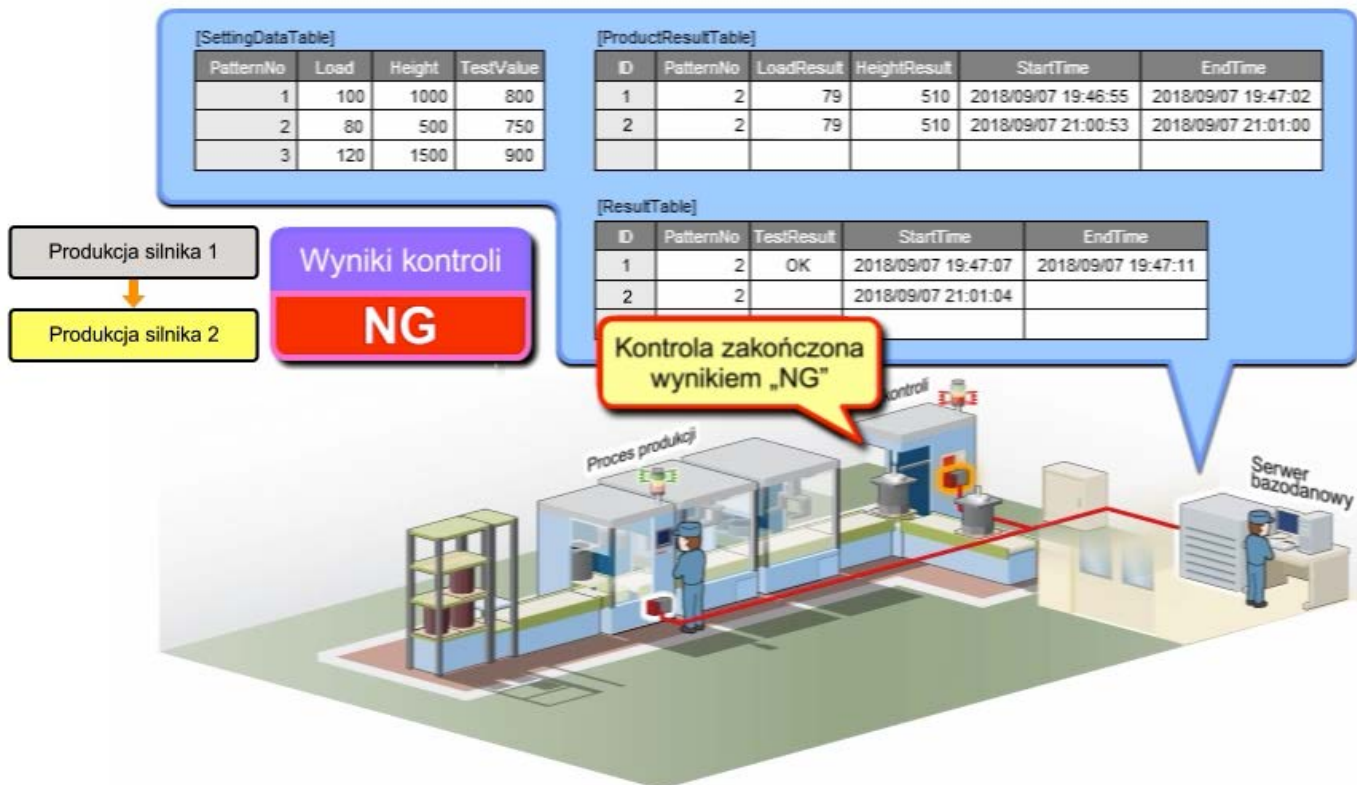 [SettingDataTable]
PatternNo Load Height TestValue
1 100 1000 800
2 80 500 750
3 120 1500 900
[ProductResultTable]
ID PatternNo LoadResult HeightResult StartTime EndTime
1 2 79 510 2018/09/07 19:46:55 2018/09/07 19:47:02
2 2 79 510 2018/09/07 21:00:53 2018/09/07 21:01:00
[ResultTable]
ID PatternNo TestResult StartTime EndTime
1 2 OK 2018/09/07 19:47:07 2018/09/07 19:47:11
2 2 2018/09/07 21:01:04
Produkcja silnika 1
Produkcja silnika 2
Wyniki kontroli
NG
Kontrola zakończona
wynikiem „NG”
kontroli
Proces produkcji
Serwer
bazodanowy